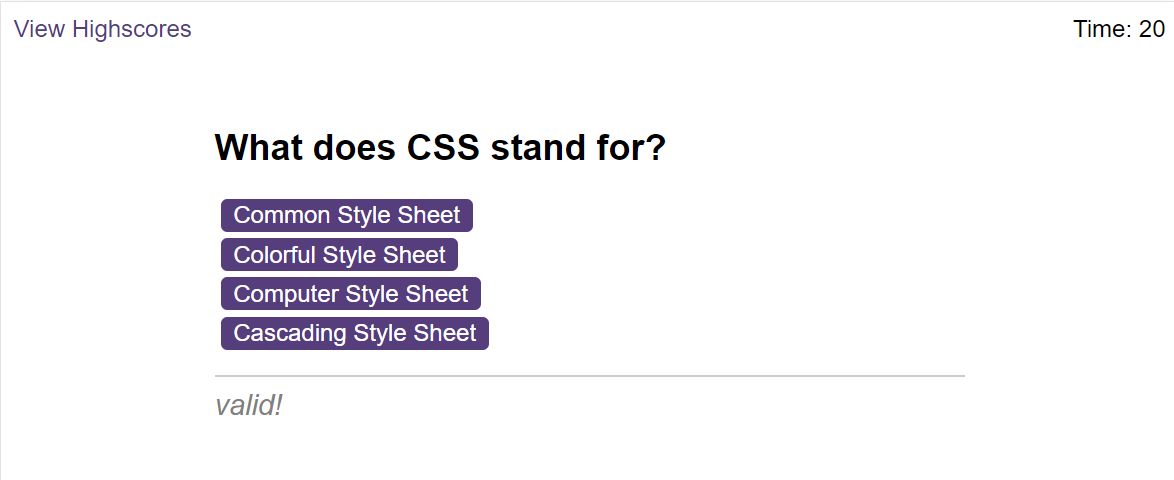 View Highscores
Time: 20
What does CSS stand for?
Common Style Sheet
Colorful Style Sheet
Computer Style Sheet
Cascading Style Sheet
valid!